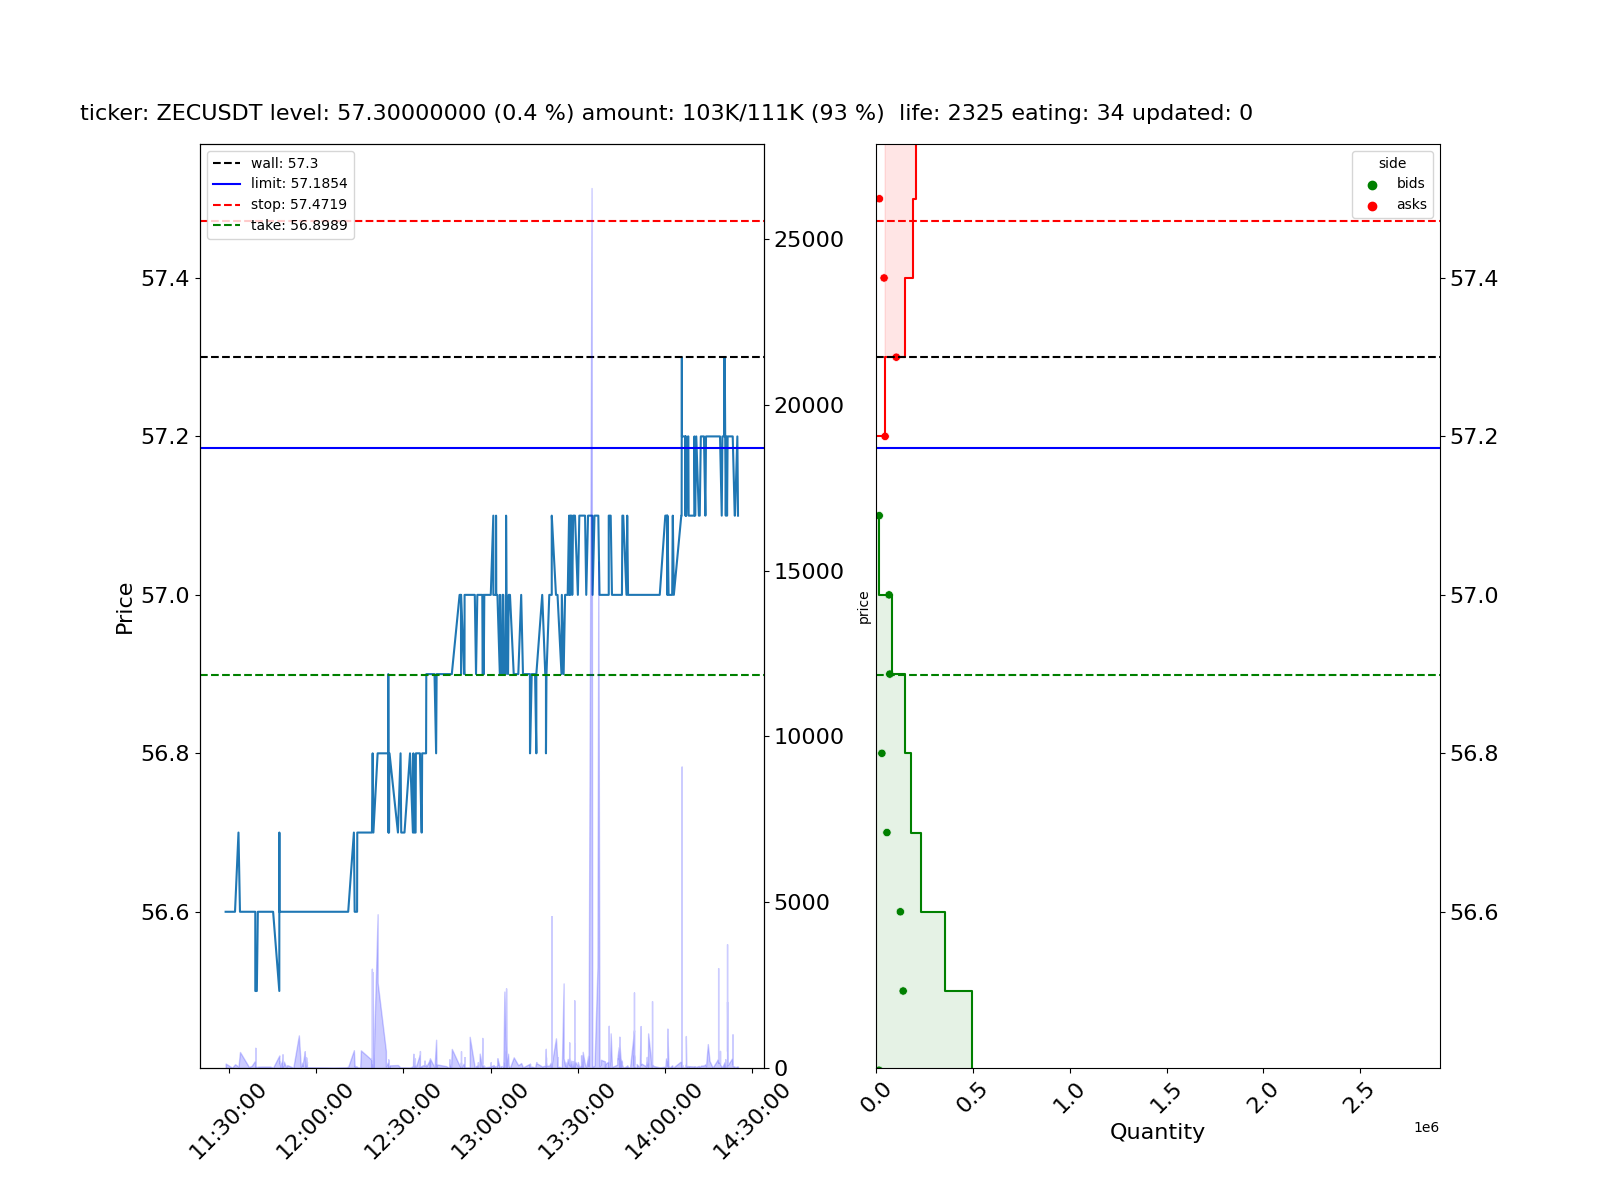 ticker: ZECUSDT level: 57.30000000 (0.4 %) amount: 103K/111K (93 %)  life: 2325 eating: 34 updated: 0
wall: 57.3
limit: 57.1854
stop: 57.4719
take: 56.8989
Price
57.4
57.2
57.0
56.8
56.6
25000
20000
15000
10000
5000
0
11:30:00
12:00:00
12:30:00
13:00:00
13:30:00
14:00:00
14:30:00
side
bids
asks
price
57.4
57.2
57.0
56.8
56.6
0.0
0.5
1.0
1.5
2.0
2.5
1e6
Quantity